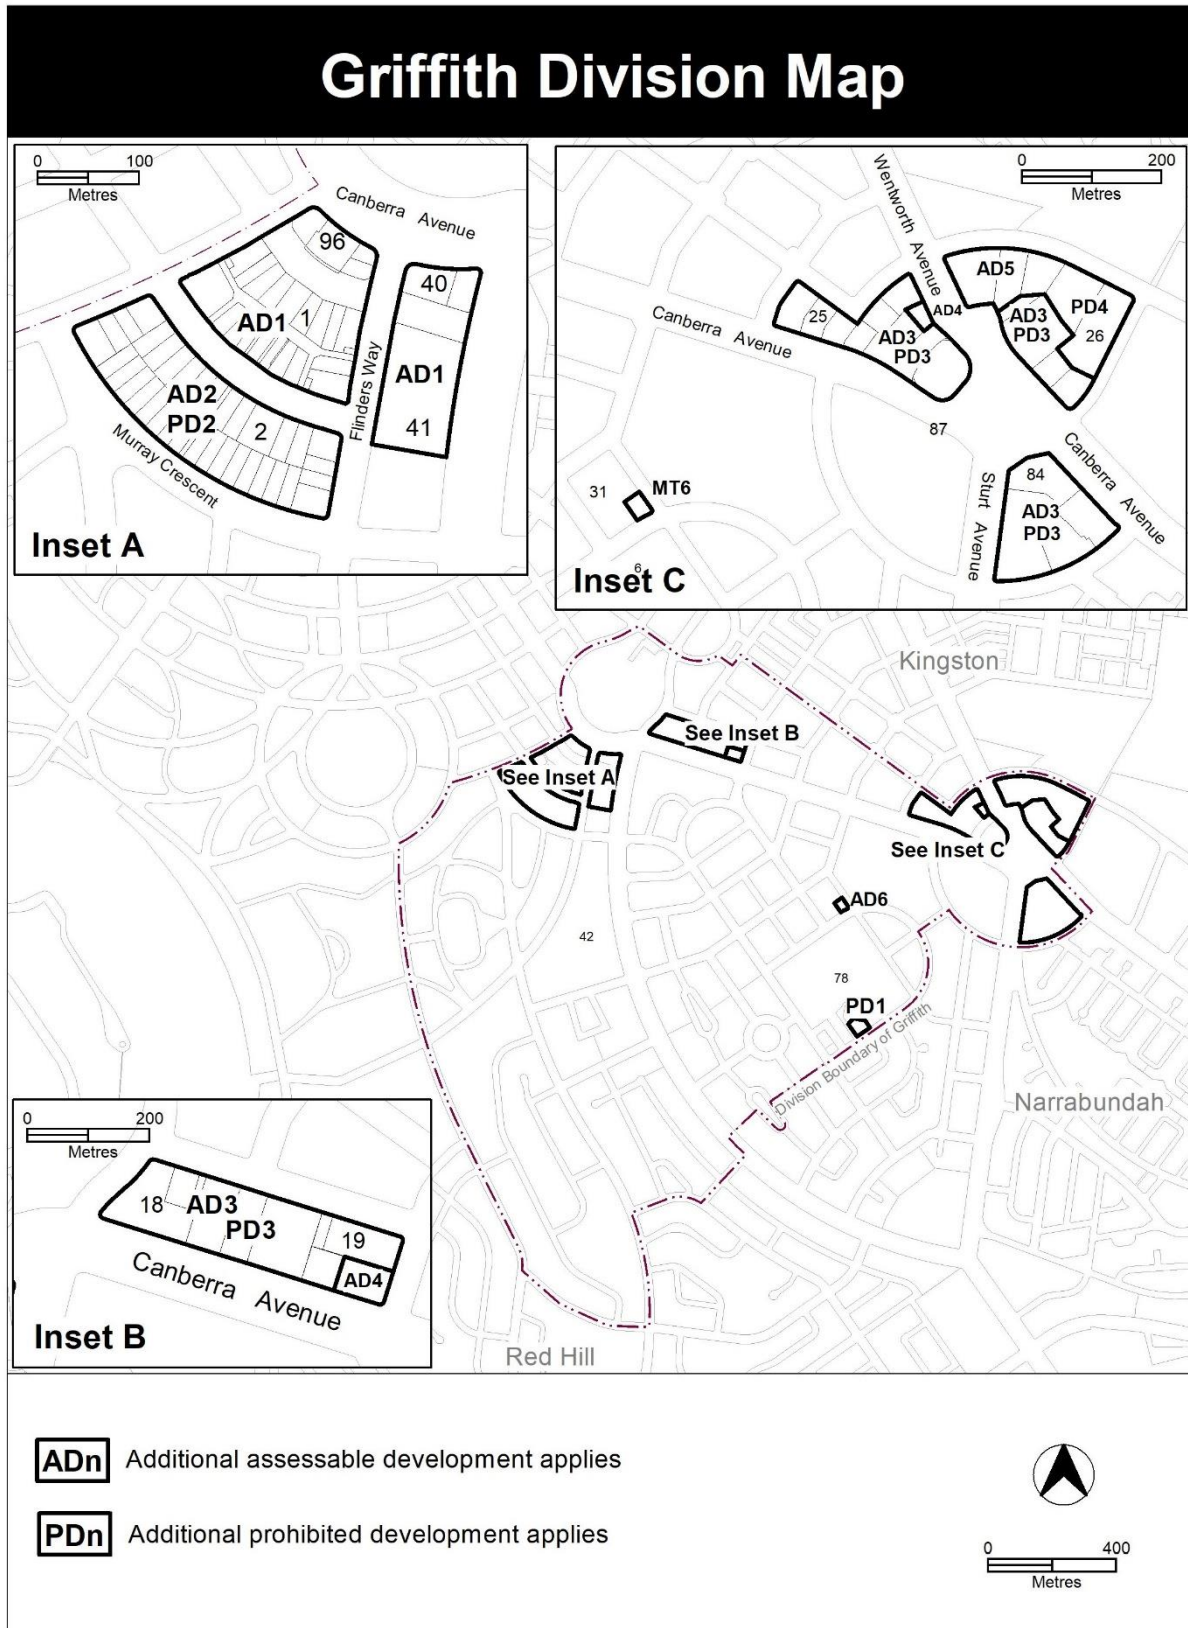 Griffith Division Map
0 100
Metres
Canberra Avenue
96
40
AD1 1
AD1
Flinders Way
AD2
PD2
2
41
Murray Crescent
Inset A
0 200
Metres
Wentworth Avenue
AD5
AD4
PD4
25
AD3
PD3
AD3
PD3
26
Canberra Avenue
87
Canberra Avenue
84
31
MT6
Sturt Avenue
AD3
PD3
6
Inset C
Kingston
See Inset B
See Inset A
See Inset C
AD6
42
78
PD1
Division Boundary of Griffith
Narrabundah
0 200
Metres
18
AD3
PD3
19
AD4
Canberra Avenue
Inset B
Red Hill
ADn Additional assessable development applies
PDn Additional prohibited development applies
0 400
Metres